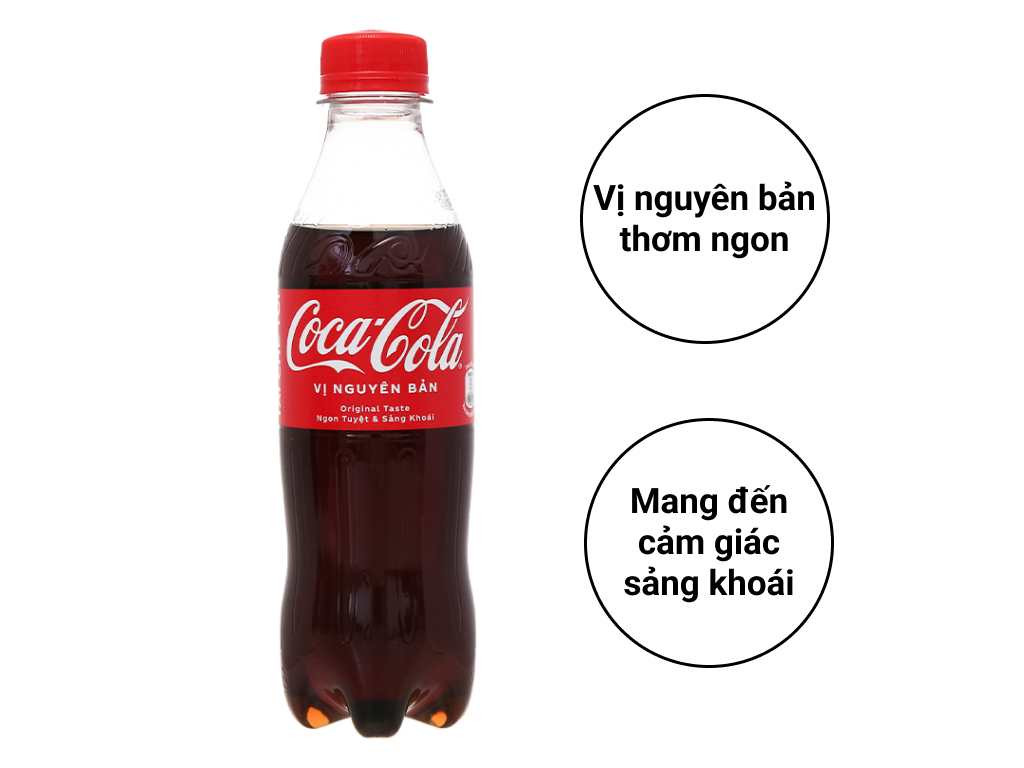 Coca-Cola
VỊ NGUYÊN BẢN
Original Taste
Ngon Tuyệt & Sảng Khoái
Vị nguyên bản
thơm ngon
Mang đến
cảm giác
sảng khoái